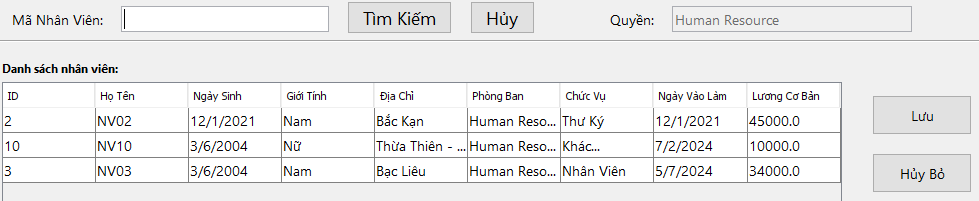 Mã Nhân Viên: Tìm Kiếm Hủy Quyền: Human Resource
Danh sách nhân viên:
ID Họ Tên Ngày Sinh Giới Tính Địa Chỉ Phòng Ban Chức Vụ Ngày Vào Làm Lương Cơ Bản
2 NV02 12/1/2021 Nam Bắc Kạn Human Reso... Thư Ký 12/1/2021 45000.0
10 NV10 3/6/2004 Nữ Thừa Thiên - ... Human Reso... Khác... 7/2/2024 10000.0
3 NV03 3/6/2004 Nam Bạc Liêu Human Reso... Nhân Viên 5/7/2024 34000.0
Lưu
Hủy Bỏ